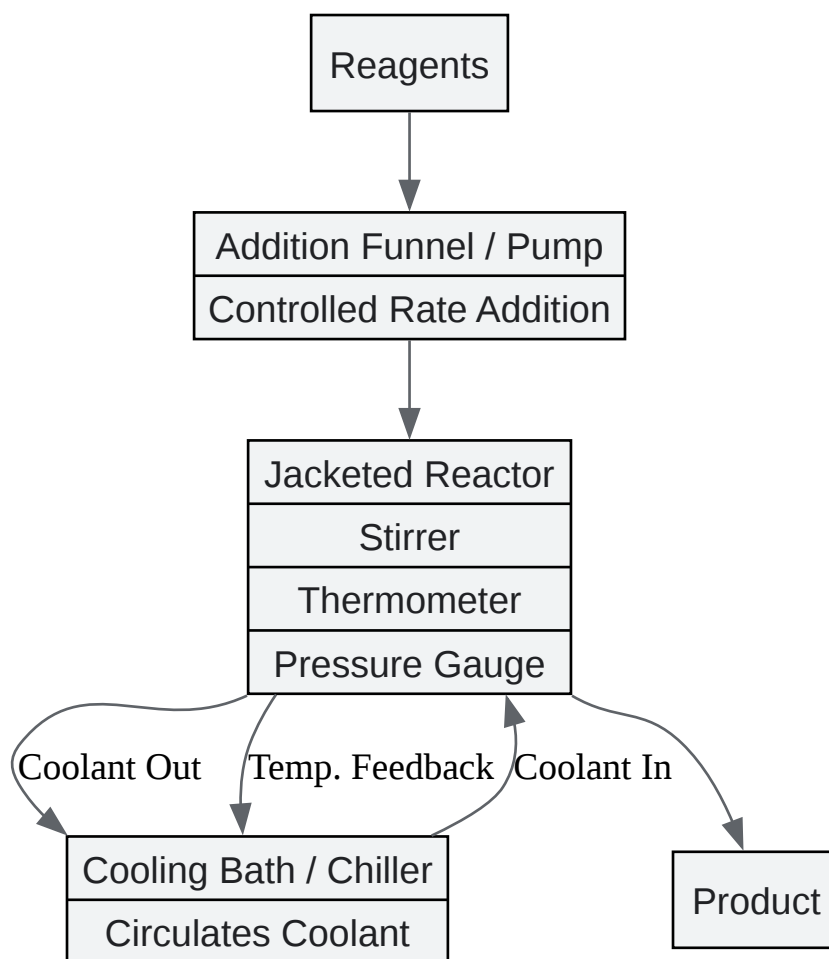 Reagents
Addition Funnel / Pump
Controlled Rate Addition
Jacketed Reactor
Stirrer
Thermometer
Pressure Gauge
Coolant Out
Temp. Feedback
Coolant In
Cooling Bath / Chiller
Circulates Coolant
Product